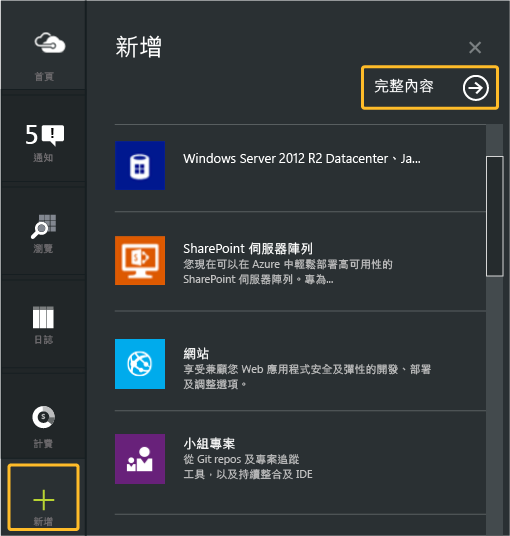 首頁
5
通知
瀏覽
日誌
計費
新增
新增
完整內容
Windows Server 2012 R2 Datacenter、Ja...
SharePoint 伺服器陣列
您現在可以在 Azure 中輕鬆部署高可用性的
SharePoint 伺服器陣列。專為...
網站
享受兼顧您 Web 應用程式安全及彈性的開發、部署
及調整選項。
小組專案
從 Git repos 及專案追蹤
工具，以及持續整合及 IDE